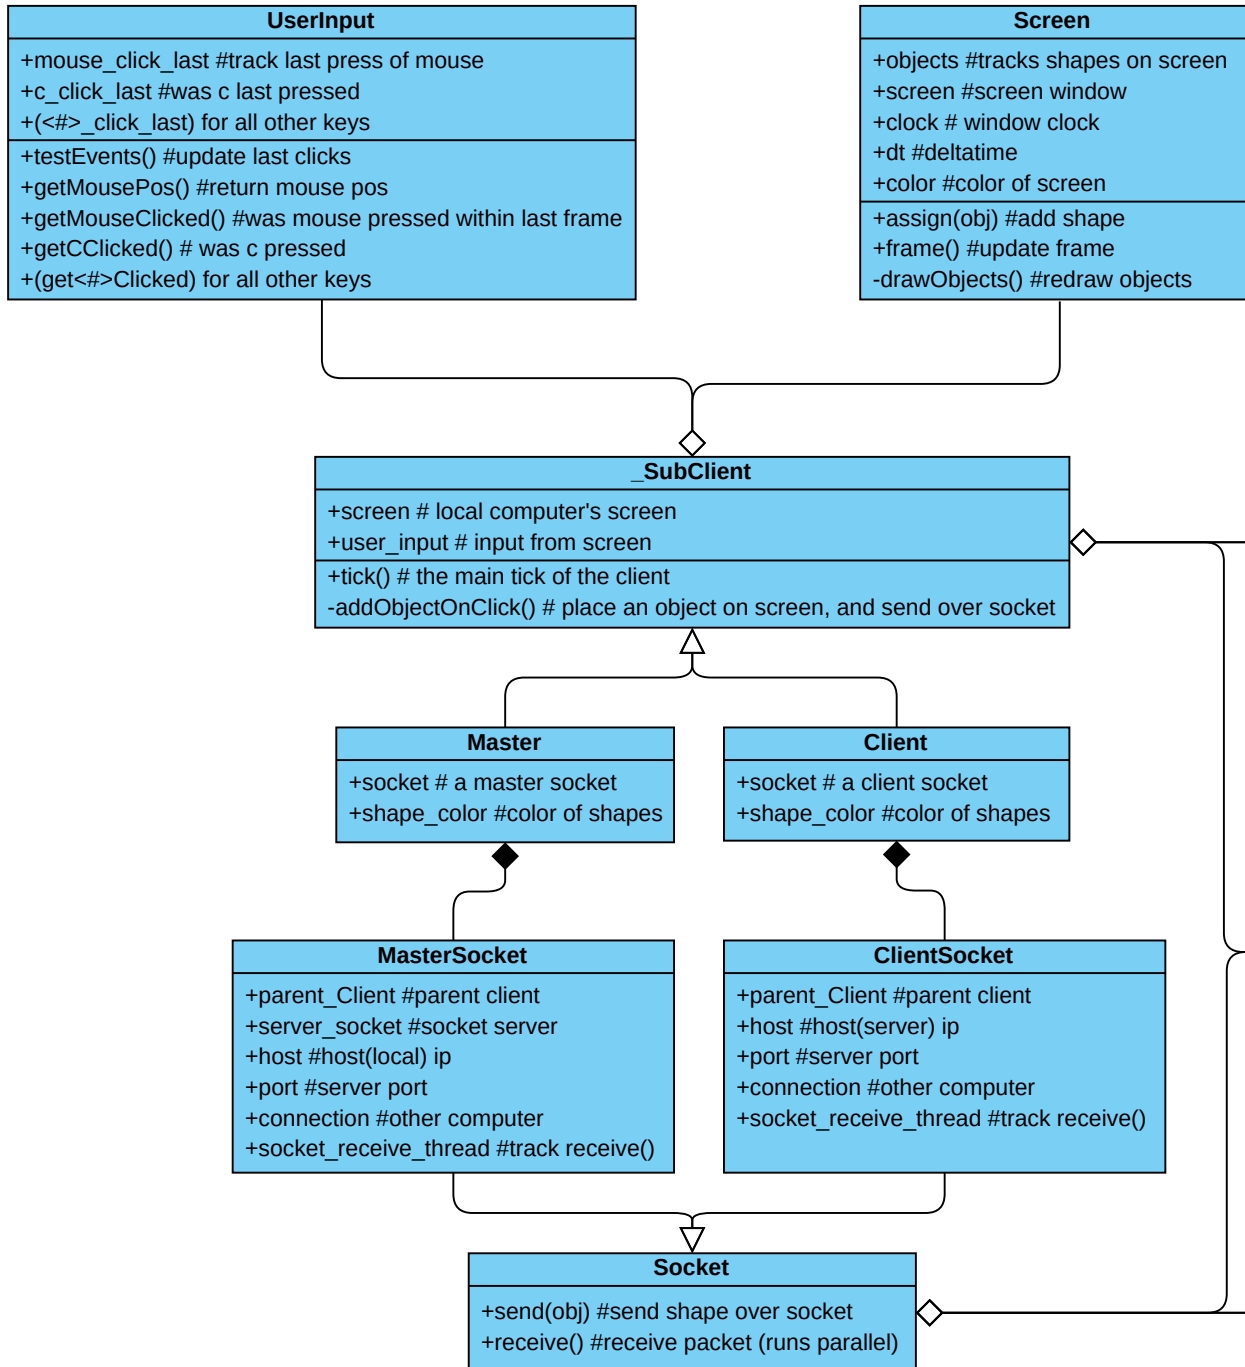 UserInput
+mouse_click_last #track last press of mouse
+c_click_last #was c last pressed
+(<#>_click_last) for all other keys
+testEvents() #update last clicks
+getMousePos() #return mouse pos
+getMouseClicked() #was mouse pressed within last frame
+getCClicked() # was c pressed
+(get<#>Clicked) for all other keys
Screen
+objects #tracks shapes on screen
+screen #screen window
+clock # window clock
+dt #deltatime
+color #color of screen
+assign(obj) #add shape
+frame() #update frame
-drawObjects() #redraw objects
_SubClient
+screen # local computer's screen
+user_input # input from screen
+tick() # the main tick of the client
-addObjectOnClick() # place an object on screen, and send over socket
Master
+socket # a master socket
+shape_color #color of shapes
Client
+socket # a client socket
+shape_color #color of shapes
MasterSocket
+parent_Client #parent client
+server_socket #socket server
+host #host(local) ip
+port #server port
+connection #other computer
+socket_receive_thread #track receive()
ClientSocket
+parent_Client #parent client
+host #host(server) ip
+port #server port
+connection #other computer
+socket_receive_thread #track receive()
Socket
+send(obj) #send shape over socket
+receive() #receive packet (runs parallel)